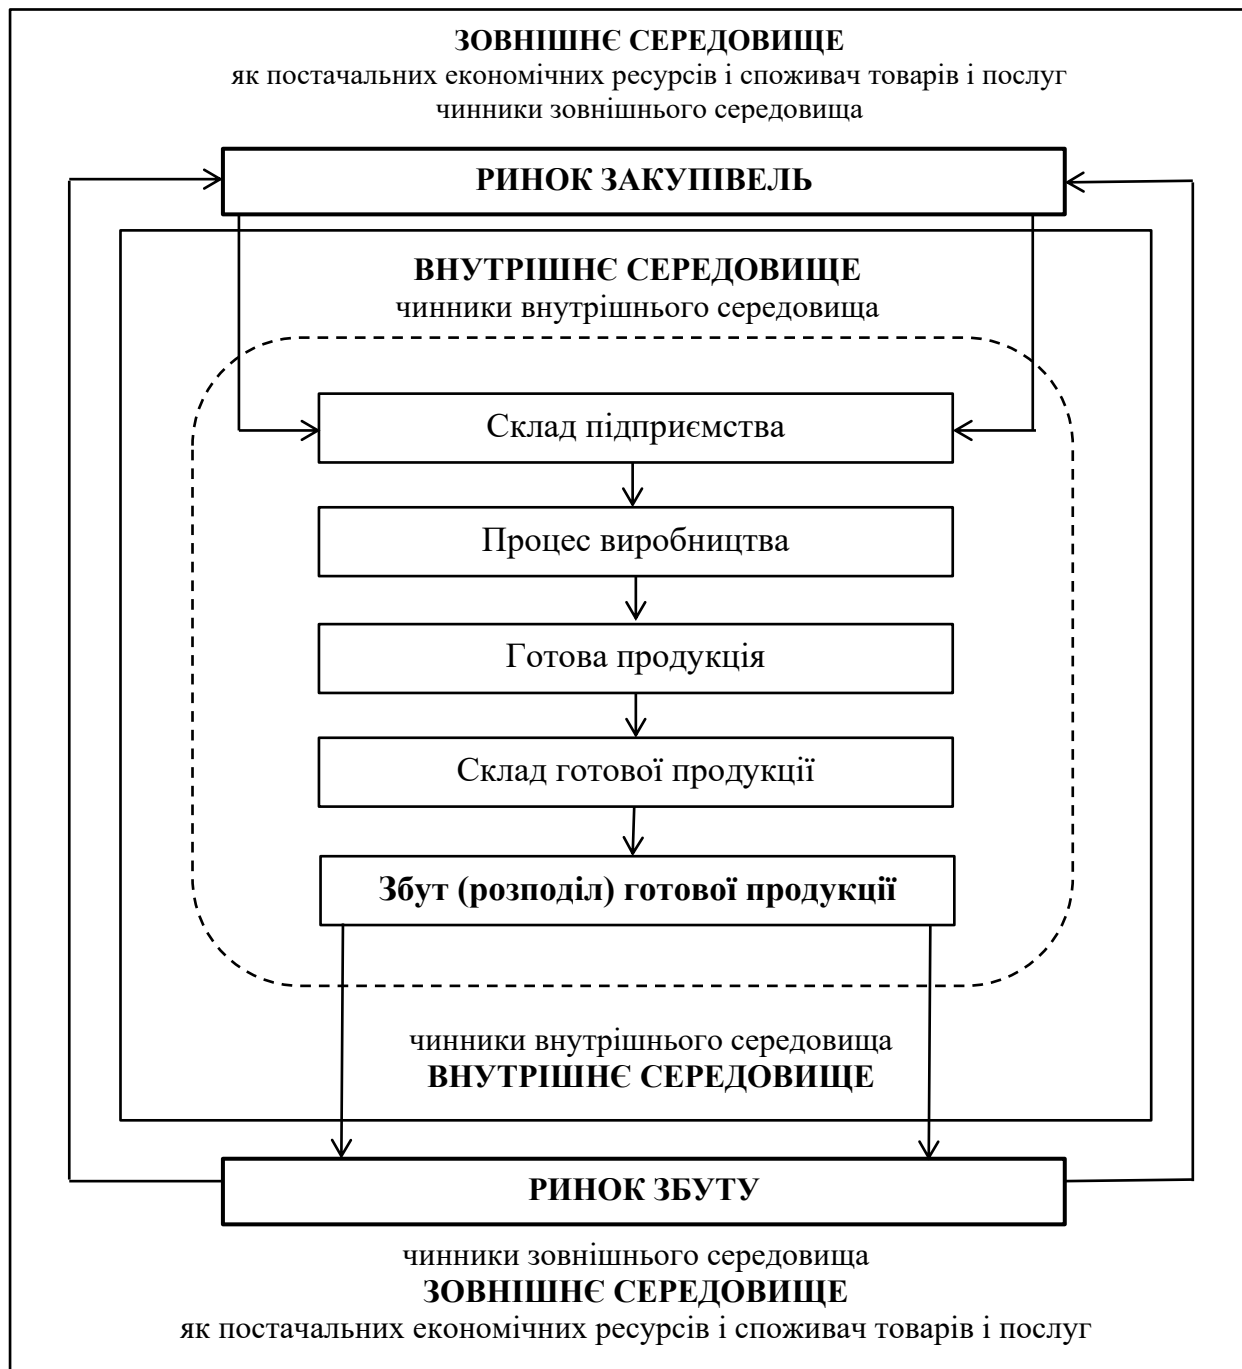 ЗОВНІШНЄ СЕРЕДОВИЩЕ
як постачальних економічних ресурсів і споживач товарів і послуг
чинники зовнішнього середовища
РИНОК ЗАКУПІВЕЛЬ
ВНУТРІШНЄ СЕРЕДОВИЩЕ
чинники внутрішнього середовища
Склад підприємства
Процес виробництва
Готова продукція
Склад готової продукції
Збут (розподіл) готової продукції
чинники внутрішнього середовища
ВНУТРІШНЄ СЕРЕДОВИЩЕ
РИНОК ЗБУТУ
чинники зовнішнього середовища
ЗОВНІШНЄ СЕРЕДОВИЩЕ
як постачальних економічних ресурсів і споживач товарів і послуг